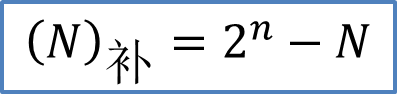 (N)补 = 2ⁿ − N